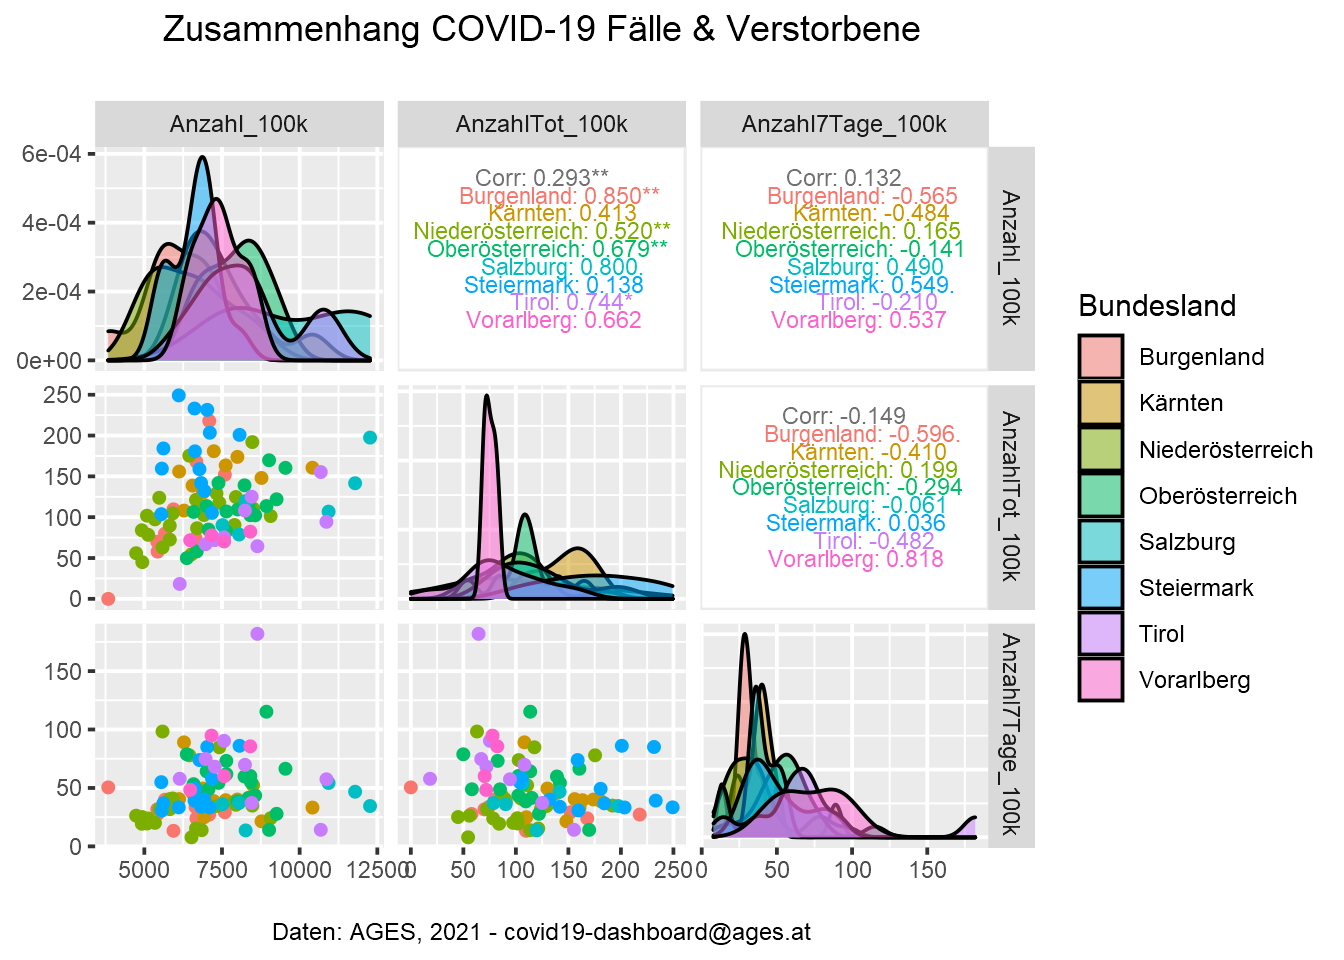 Zusammenhang COVID-19 Fälle & Verstorbene
Anzahl_100k
AnzahlTot_100k
Anzahl7Tage_100k
6e-04
4e-04
2e-04
0e+00
Corr: 0.293**
Burgenland: 0.850**
Kärnten: 0.413
Niederösterreich: 0.520**
Oberösterreich: 0.679**
Salzburg: 0.800.
Steiermark: 0.138
Tirol: 0.744*
Vorarlberg: 0.662
Corr: 0.132
Burgenland: -0.565
Kärnten: -0.484
Niederösterreich: 0.165
Oberösterreich: -0.141
Salzburg: 0.490
Steiermark: 0.549.
Tirol: -0.210
Vorarlberg: 0.537
Anzahl_100k
250
200
150
100
50
0
Corr: -0.149
Burgenland: -0.596.
Kärnten: -0.410
Niederösterreich: 0.199
Oberösterreich: -0.294
Salzburg: -0.061
Steiermark: 0.036
Tirol: -0.482
Vorarlberg: 0.818
AnzahlTot_100k
150
100
50
0
Anzahl7Tage_100k
5000 7500 10000 12500
0 50 100 150 200 250
0 50 100 150
Bundesland
Burgenland
Kärnten
Niederösterreich
Oberösterreich
Salzburg
Steiermark
Tirol
Vorarlberg
Daten: AGES, 2021 - covid19-dashboard@ages.at